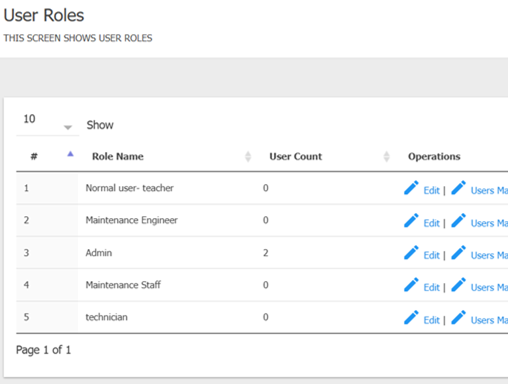 User Roles
THIS SCREEN SHOWS USER ROLES
10 Show
# Role Name User Count Operations
1 Normal user- teacher 0 Edit | Users Ma
2 Maintenance Engineer 0 Edit | Users Ma
3 Admin 2 Edit | Users Ma
4 Maintenance Staff 0 Edit | Users Ma
5 technician 0 Edit | Users Ma
Page 1 of 1